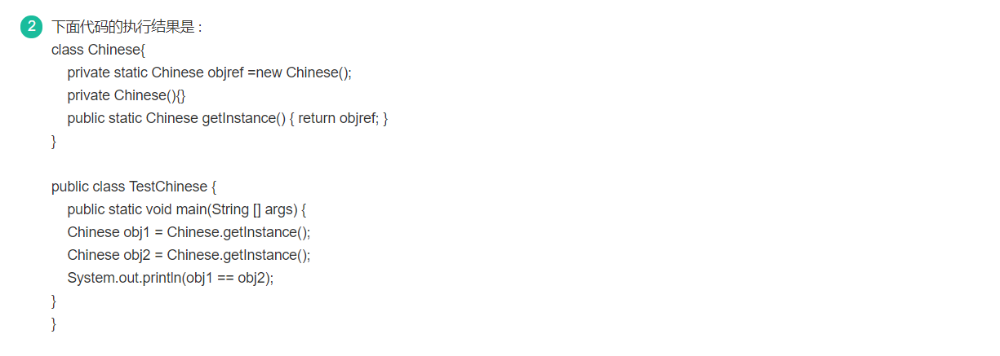 2 下面代码的执行结果是 :
class Chinese{
private static Chinese objref =new Chinese();
private Chinese(){}
public static Chinese getInstance() { return objref; }
}
public class TestChinese {
public static void main(String [] args) {
Chinese obj1 = Chinese.getInstance();
Chinese obj2 = Chinese.getInstance();
System.out.println(obj1 == obj2);
}
}